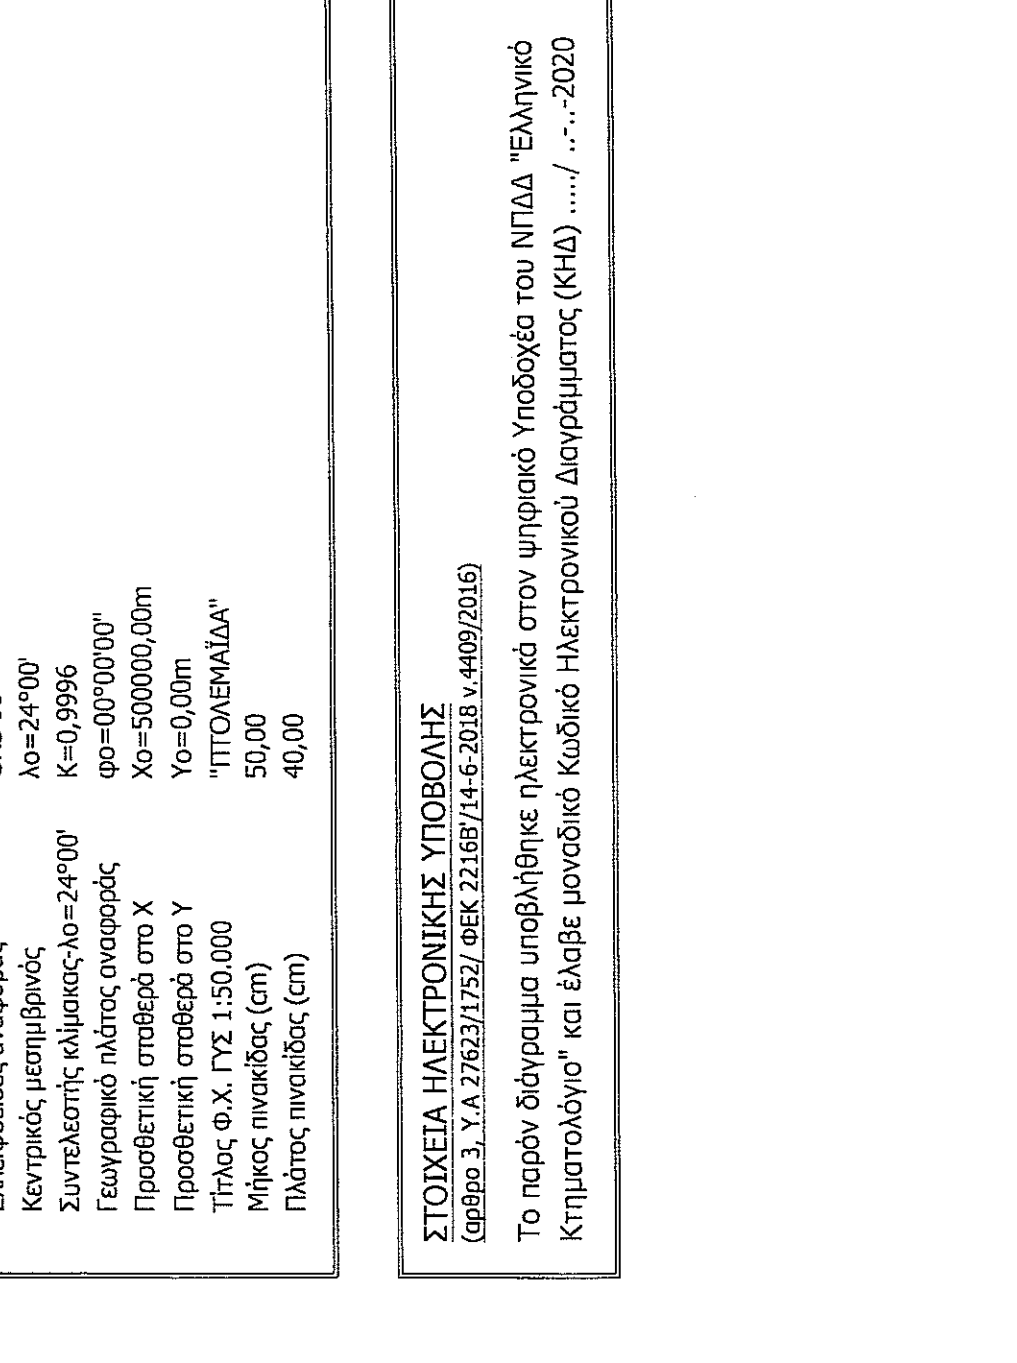 Κεντρικός μεσημβρινός λο=24°00'
Συντελεστής κλίμακας-λο=24°00' Κ=0,9996
Γεωγραφικό πλάτος αναφοράς φο=00°00'00"
Προσθετική σταθερά στο Χ Χο=500000,00m
Προσθετική σταθερά στο Υ Υο=0,00m
Τίτλος Φ.Χ. ΓΥΣ 1:50.000 "ΠΤΟΛΕΜΑΪΔΑ"
Μήκος πινακίδας (cm) 50,00
Πλάτος πινακίδας (cm) 40,00
ΣΤΟΙΧΕΙΑ ΗΛΕΚΤΡΟΝΙΚΗΣ ΥΠΟΒΟΛΗΣ
(αρθρο 3, Υ.Α 27623/1752/ ΦΕΚ 2216Β'/14-6-2018 ν.4409/2016)
Το παρόν διάγραμμα υποβλήθηκε ηλεκτρονικά στον ψηφιακό Υποδοχέα του ΝΠΔΔ "Ελληνικό
Κτηματολόγιο" και έλαβε μοναδικό Κωδικό Ηλεκτρονικού Διαγράμματος (ΚΗΔ) ...../ ..-..-2020